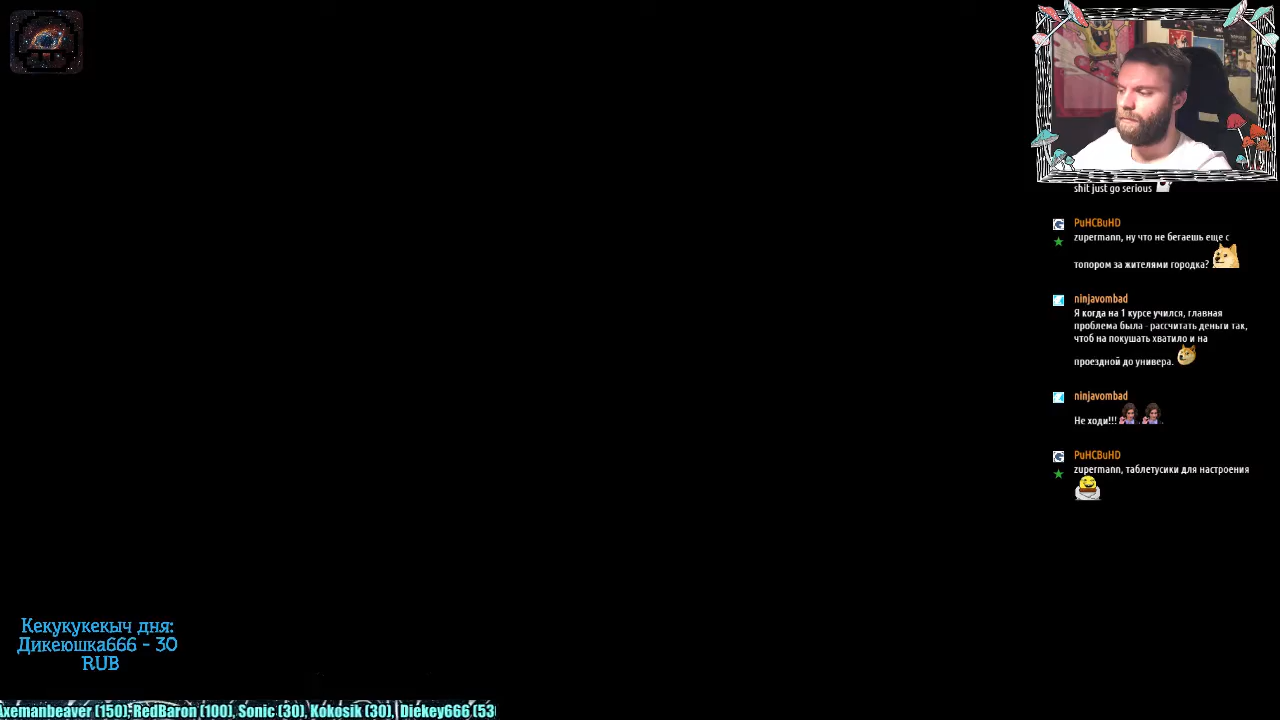 shit just go serious
PuHCBuHD
zupermann, ну что не бегаешь еще с
топором за жителями городка?
ninjavombad
Я когда на 1 курсе учился, главная
проблема была - рассчитать деньги так,
чтоб на покушать хватило и на
проездной до универа.
ninjavombad
Не ходи!!!
PuHCBuHD
zupermann, таблетусики для настроения
Кекукукекыч дня:
Дикеюшка666 - 30
RUB
Axemanbeaver (150), RedBaron (100), Sonic (30), Kokosik (30), Diekey666 (53